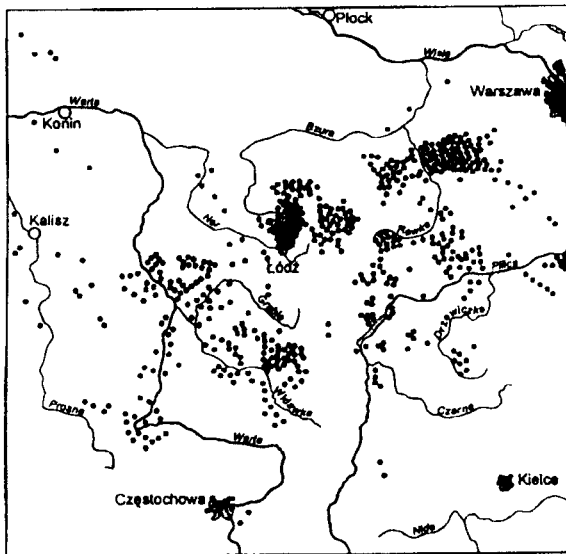 Płock
Wisła
Warszawa
Warta
Konin
Bzura
Kalisz
Ner
Rawka
Łódź
Pilica
Grabia
Drzewiczka
Prosna
Widawka
Czarna
Warta
Częstochowa
Kielce
Nida